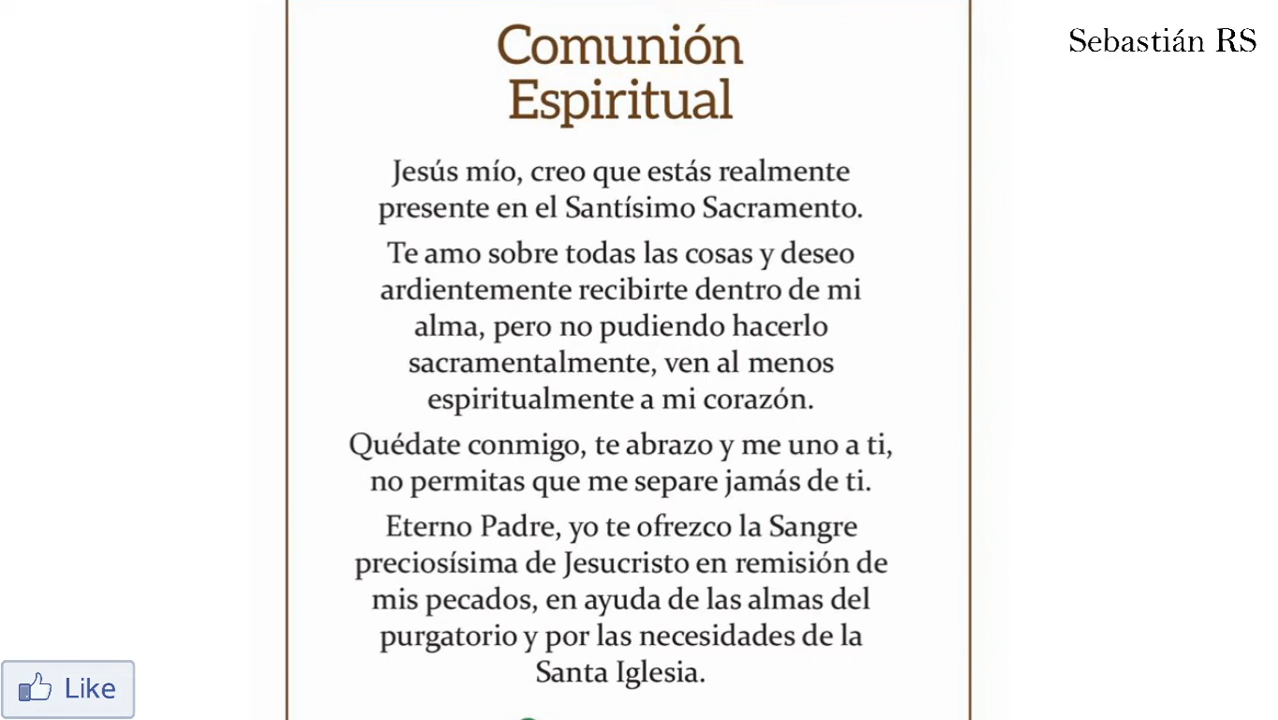 Comunión
Espiritual
Sebastián RS
Jesús mío, creo que estás realmente
presente en el Santísimo Sacramento.
Te amo sobre todas las cosas y deseo
ardientemente recibirte dentro de mi
alma, pero no pudiendo hacerlo
sacramentalmente, ven al menos
espiritualmente a mi corazón.
Quédate conmigo, te abrazo y me uno a ti,
no permitas que me separe jamás de ti.
Eterno Padre, yo te ofrezco la Sangre
preciosísima de Jesucristo en remisión de
mis pecados, en ayuda de las almas del
purgatorio y por las necesidades de la
Santa Iglesia.
Like